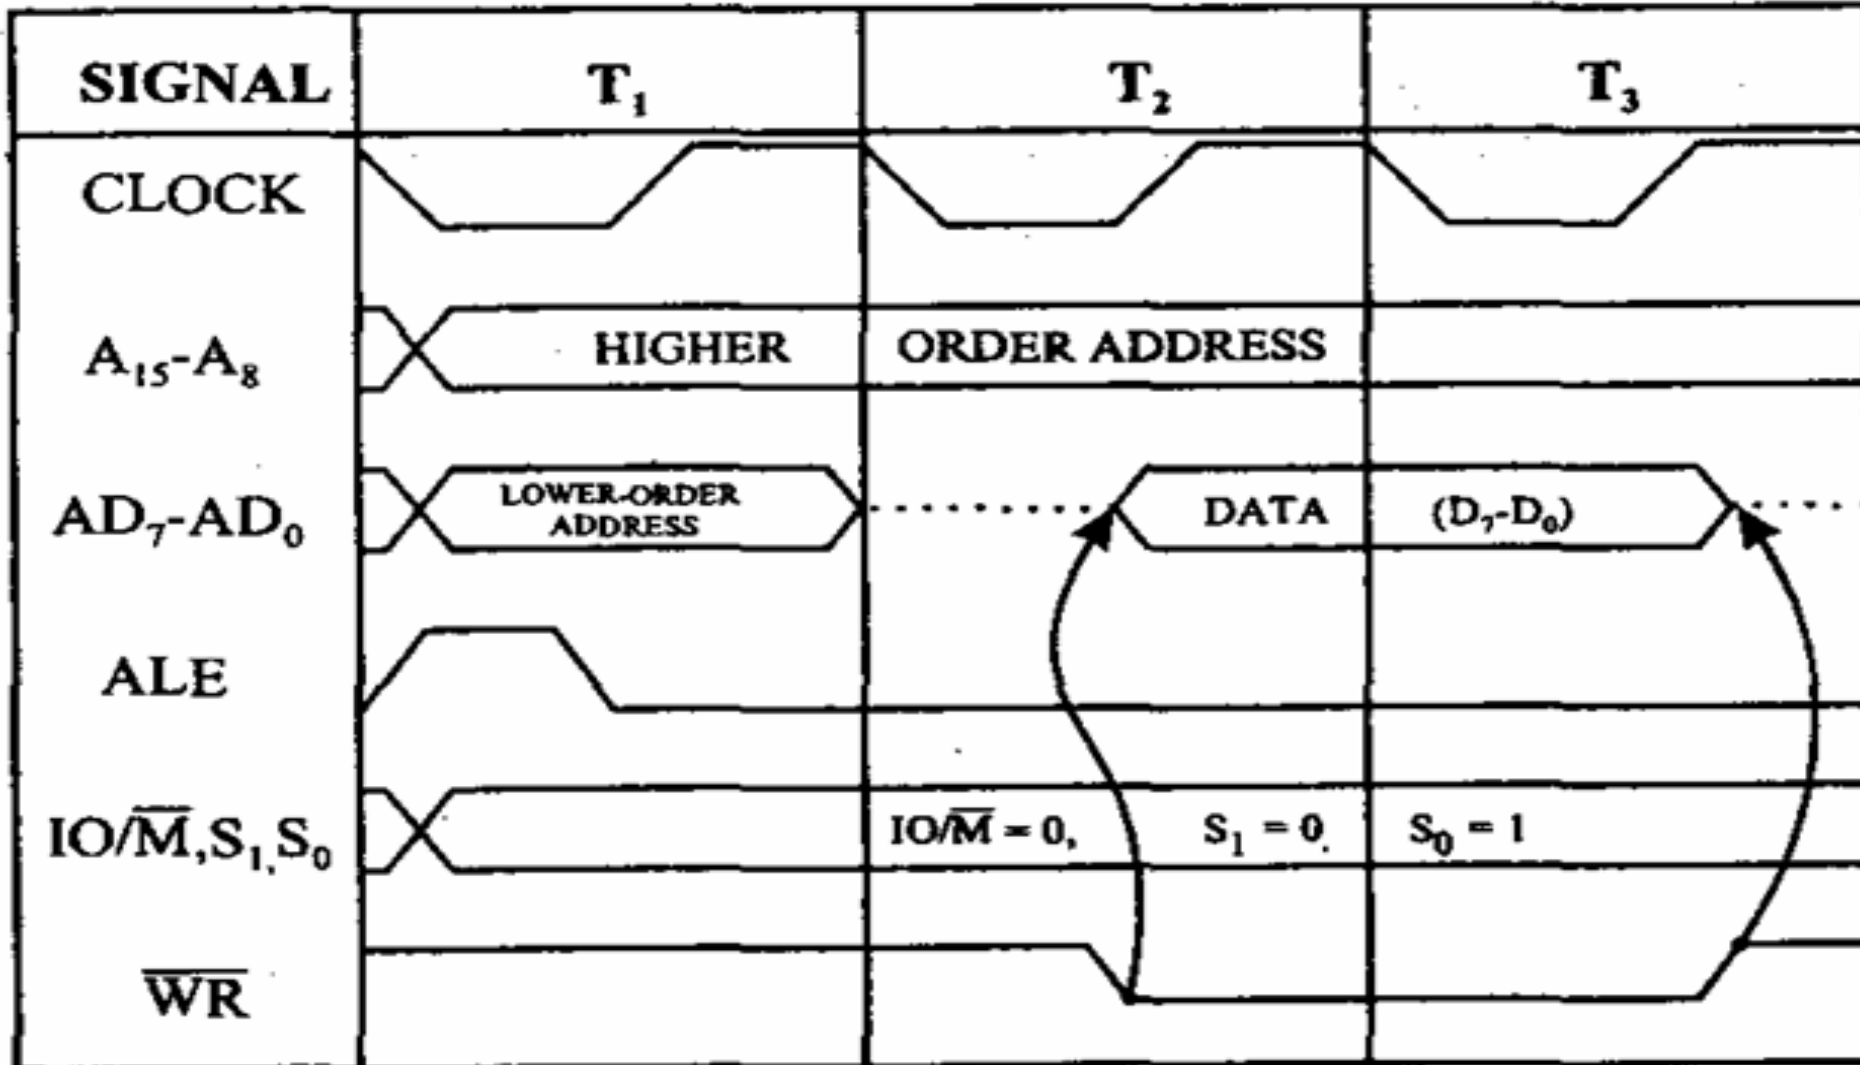 SIGNAL T₁ T₂ T₃
CLOCK
A₁₅-A₈ HIGHER ORDER ADDRESS
AD₇-AD₀ LOWER-ORDER ADDRESS DATA (D₇-D₀)
ALE
IO/M̅,S₁,S₀ IO/M̅ = 0, S₁ = 0, S₀ = 1
W̅R̅